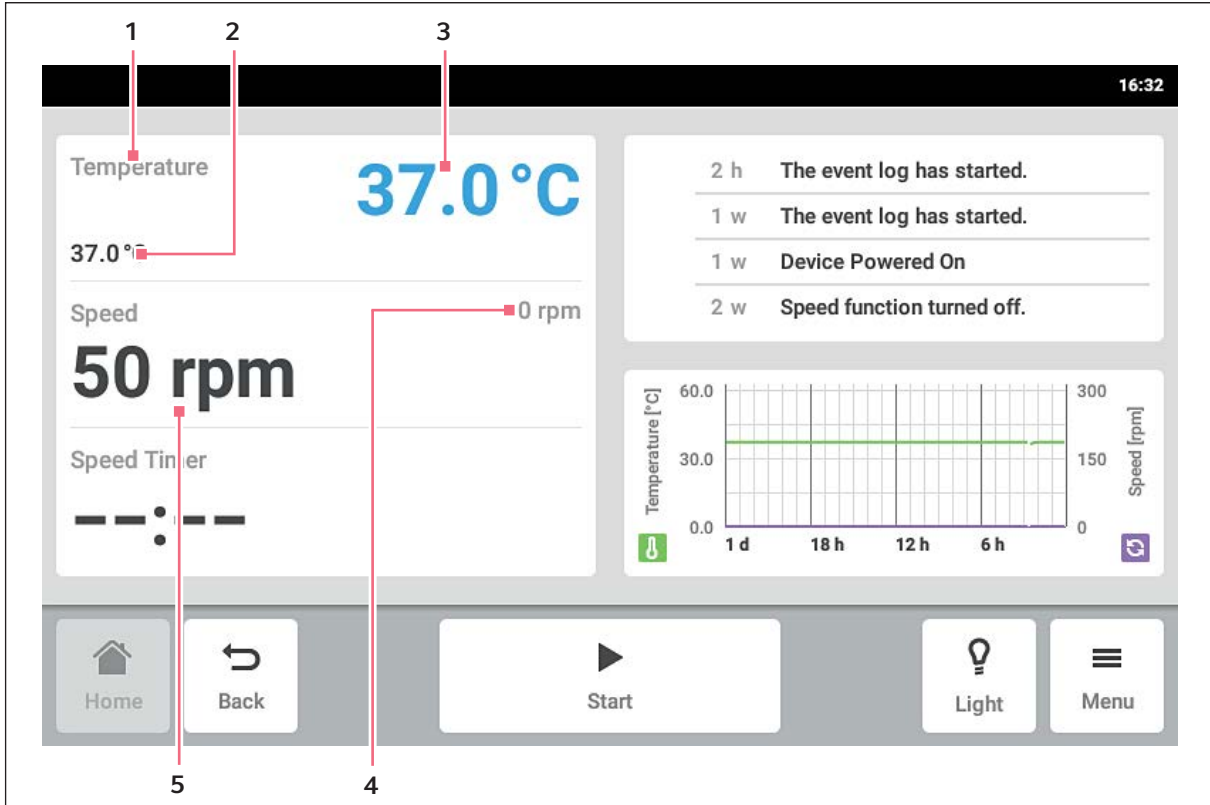 1 2 3
16:32
Temperature
37.0 °C
37.0 °C
Speed
0 rpm
50 rpm
Speed Timer
--:--
2 h The event log has started.
1 w The event log has started.
1 w Device Powered On
2 w Speed function turned off.
Temperature [°C]
60.0
30.0
0.0
300
150
0
Speed [rpm]
1 d 18 h 12 h 6 h
Home
Back
Start
Light
Menu
5 4